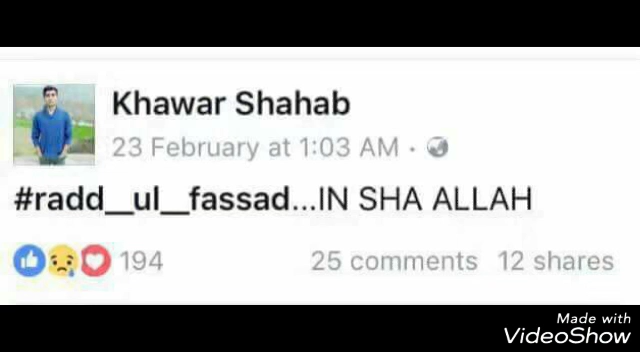 Khawar Shahab
23 February at 1:03 AM ·
#radd__ul__fassad...IN SHA ALLAH
194 25 comments 12 shares
Made with
VideoShow